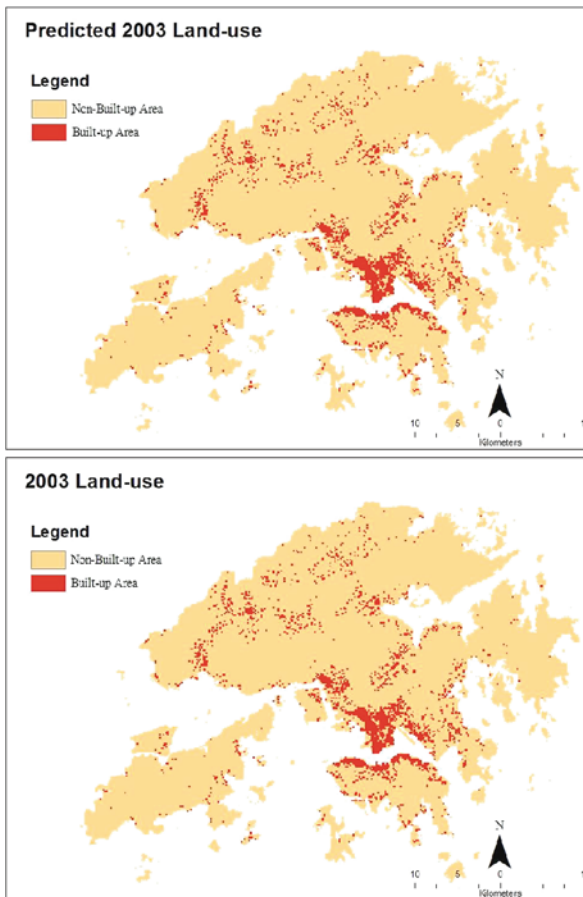 Predicted 2003 Land-use
Legend
Non-Built-up Area
Built-up Area
N
10 5 0
Kilometers
2003 Land-use
Legend
Non-Built-up Area
Built-up Area
N
10 5 0
Kilometers